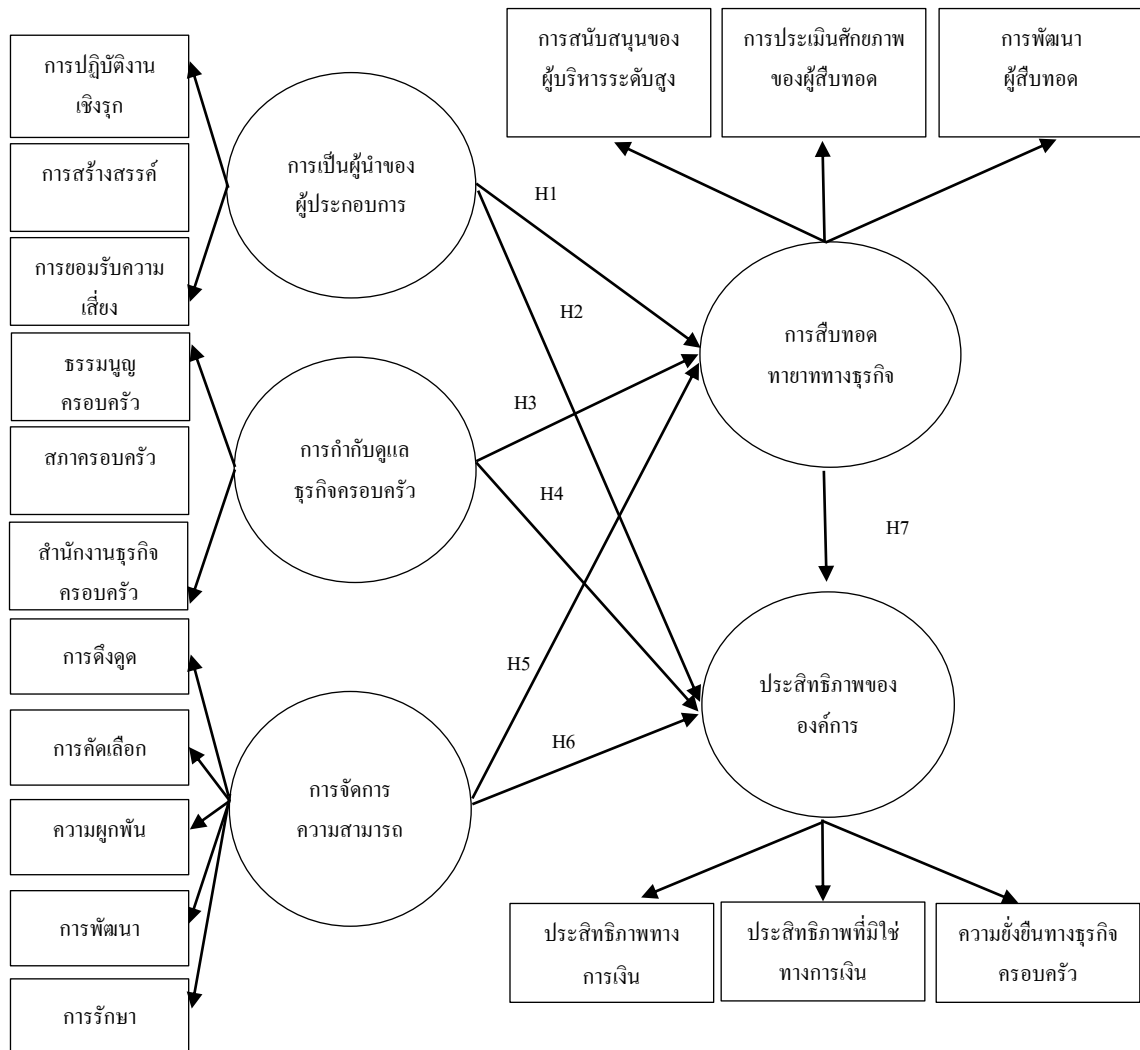 การปฏิบัติงาน
เชิงรุก
การสร้างสรรค์
การยอมรับความ
เสี่ยง
ธรรมนูญ
ครอบครัว
สภาครอบครัว
สำนักงานธุรกิจ
ครอบครัว
การดึงดูด
การคัดเลือก
ความผูกพัน
การพัฒนา
การรักษา
การเป็นผู้นำของ
ผู้ประกอบการ
การกำกับดูแล
ธุรกิจครอบครัว
การจัดการ
ความสามารถ
H1
H2
H3
H4
H5
H6
การสนับสนุนของ
ผู้บริหารระดับสูง
การประเมินศักยภาพ
ของผู้สืบทอด
การพัฒนา
ผู้สืบทอด
การสืบทอด
ทายาททางธุรกิจ
H7
ประสิทธิภาพของ
องค์การ
ประสิทธิภาพทาง
การเงิน
ประสิทธิภาพที่มิใช่
ทางการเงิน
ความยั่งยืนทางธุรกิจ
ครอบครัว